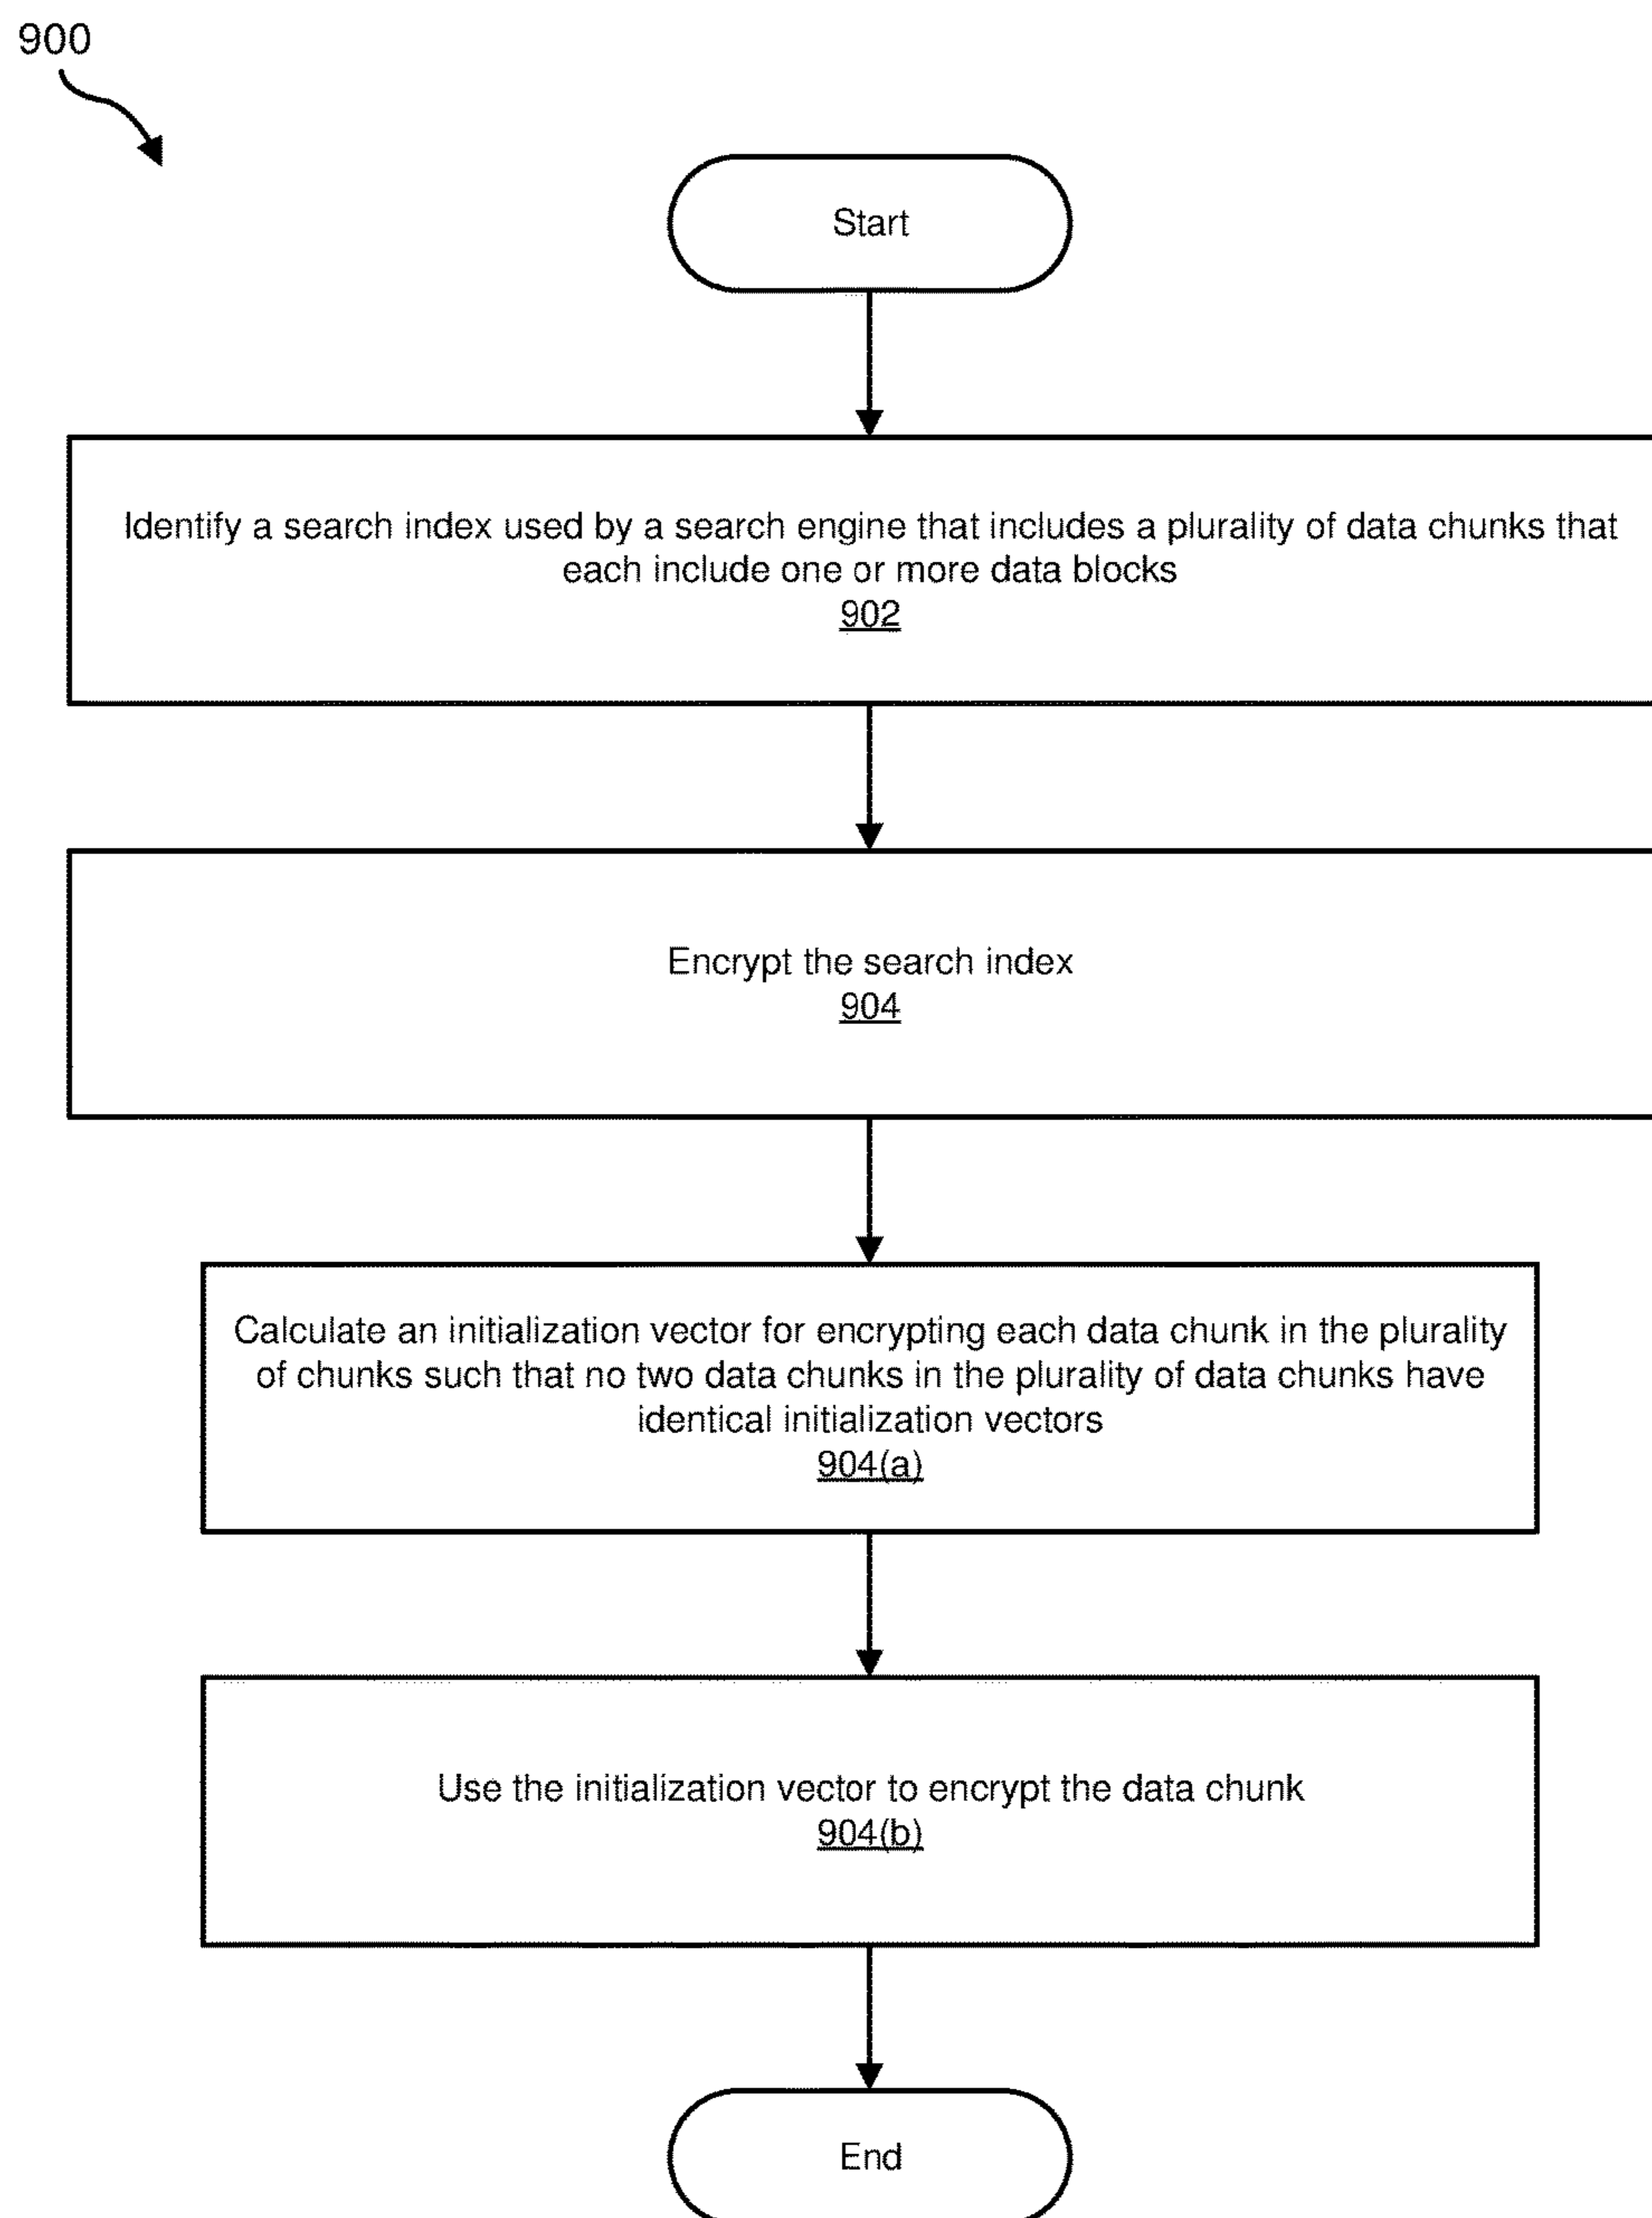 900
Start
Identify a search index used by a search engine that includes a plurality of data chunks that
each include one or more data blocks
902
Encrypt the search index
904
Calculate an initialization vector for encrypting each data chunk in the plurality
of chunks such that no two data chunks in the plurality of data chunks have
identical initialization vectors
904(a)
Use the initialization vector to encrypt the data chunk
904(b)
End